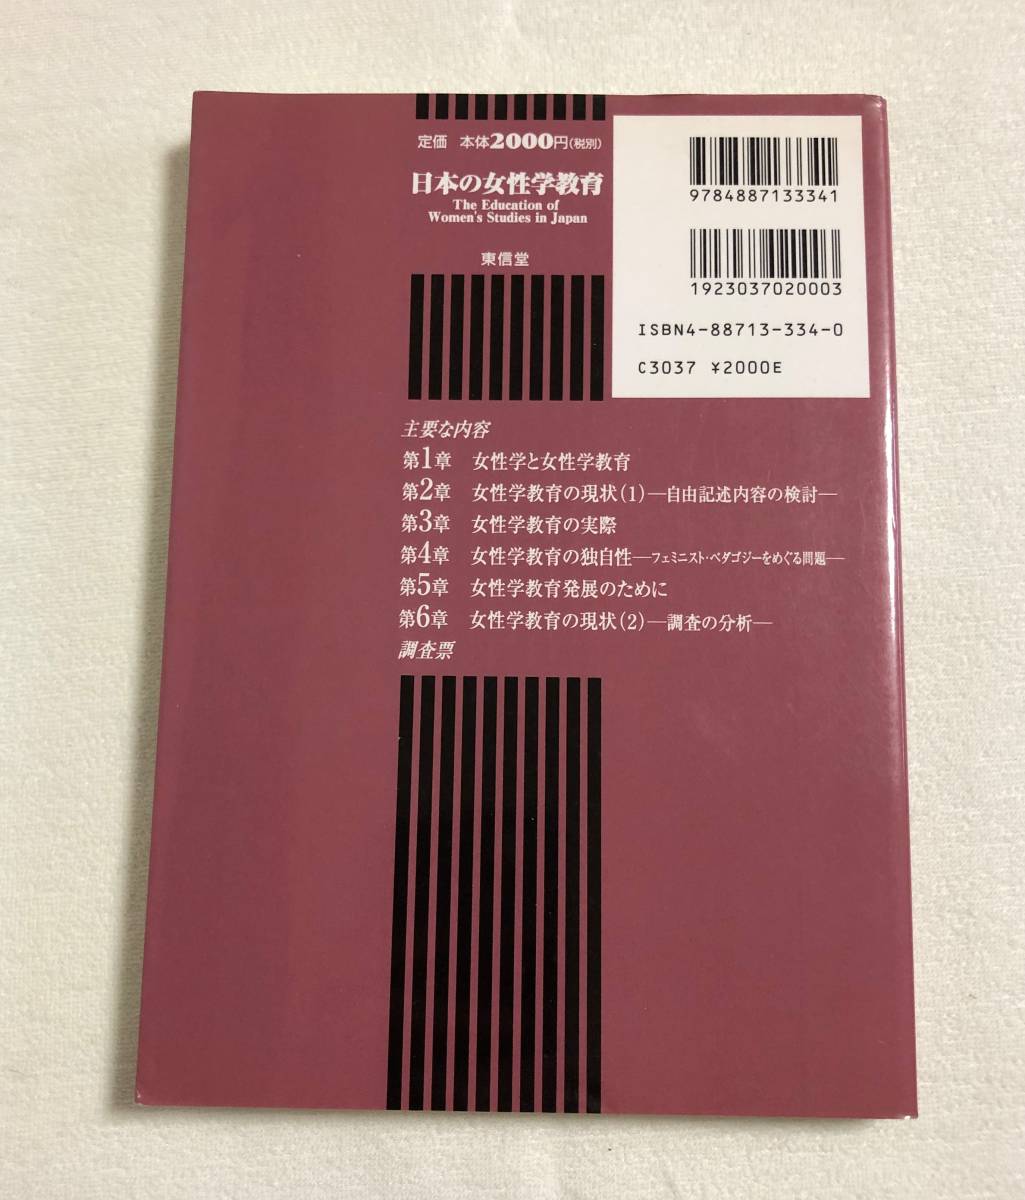 定価 本体2000円(税別)
日本の女性学教育
The Education of
Women's Studies in Japan
東信堂
9784887133341
1923037020003
ISBN4-88713-334-0
C3037 ¥2000E
主要な内容
第1章 女性学と女性学教育
第2章 女性学教育の現状(1)―自由記述内容の検討―
第3章 女性学教育の実際
第4章 女性学教育の独自性―フェミニスト・ペダゴジーをめぐる問題―
第5章 女性学教育発展のために
第6章 女性学教育の現状(2)―調査の分析―
調査票